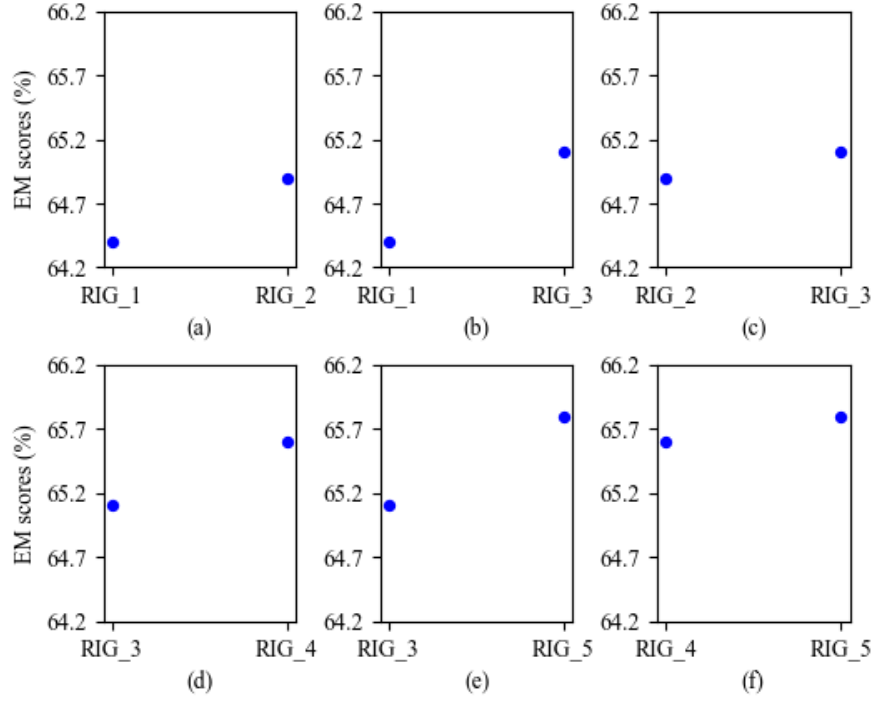 66.2 66.2 66.2
65.7 65.7 65.7
65.2 65.2 65.2
64.7 64.7 64.7
64.2 64.2 64.2
EM scores (%)
RIG_1 RIG_2 RIG_1 RIG_3 RIG_2 RIG_3
(a) (b) (c)
66.2 66.2 66.2
65.7 65.7 65.7
65.2 65.2 65.2
64.7 64.7 64.7
64.2 64.2 64.2
EM scores (%)
RIG_3 RIG_4 RIG_3 RIG_5 RIG_4 RIG_5
(d) (e) (f)